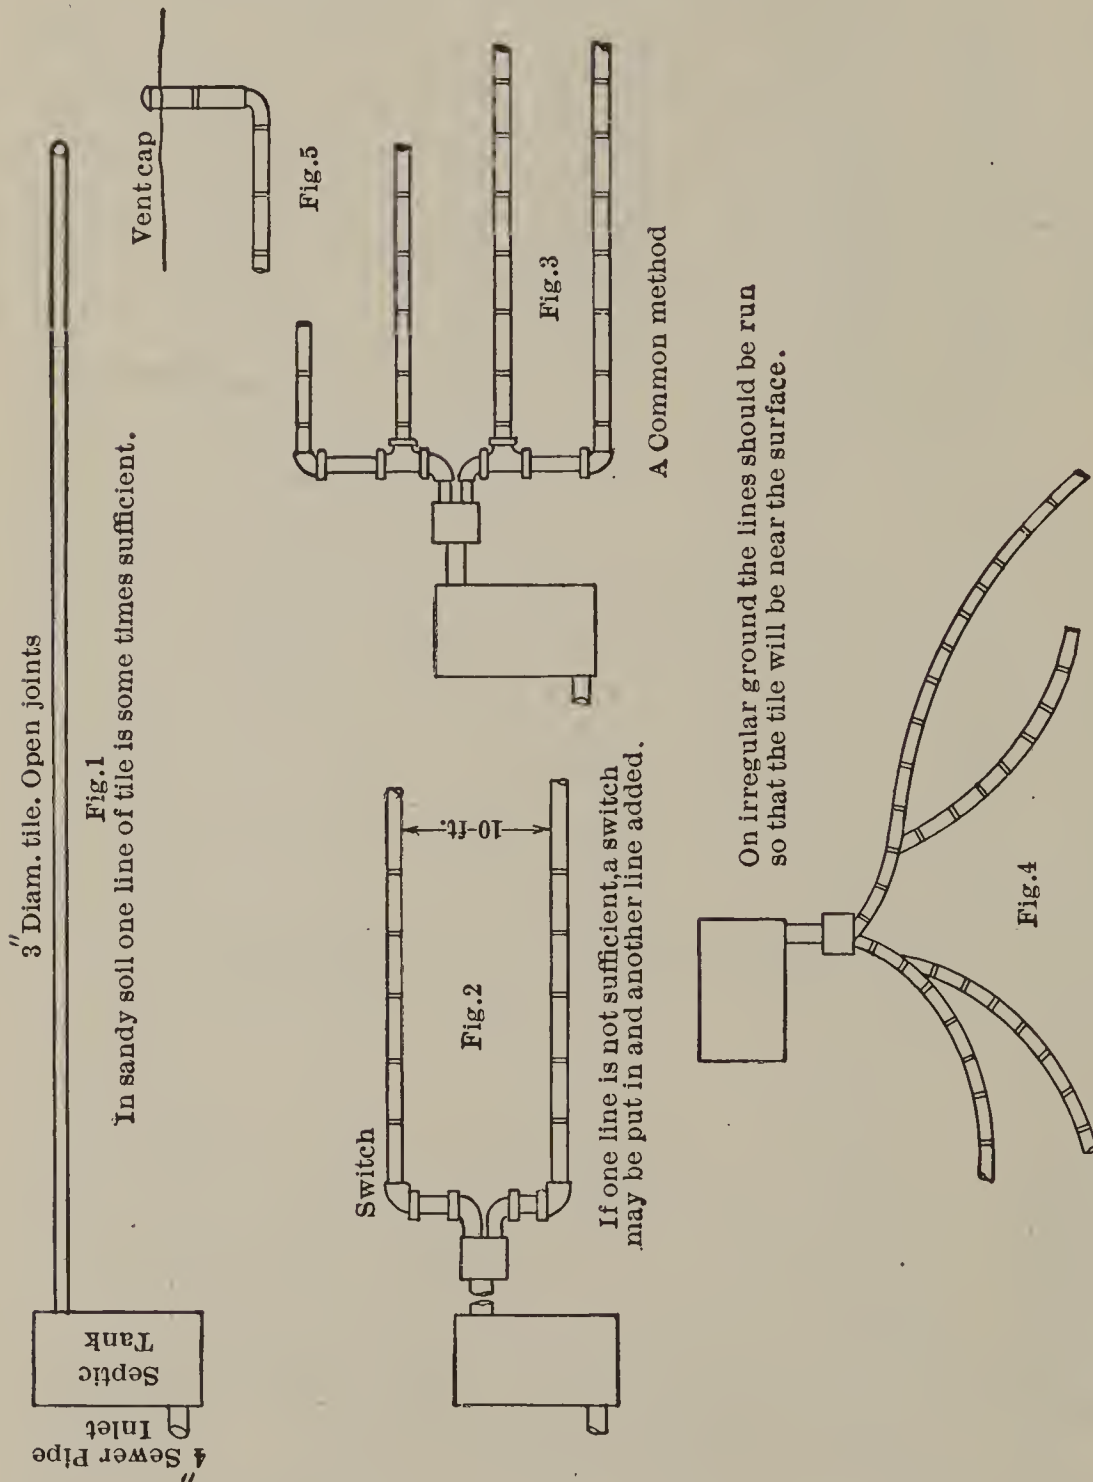 3" Diam. tile. Open joints
Septic
Tank
4" Sewer Pipe
Inlet
Fig.1
In sandy soil one line of tile is some times sufficient.
Vent cap
Fig.5
Switch
10-ft.
Fig.2
If one line is not sufficient, a switch
may be put in and another line added.
Fig.3
A Common method
On irregular ground the lines should be run
so that the tile will be near the surface.
Fig.4